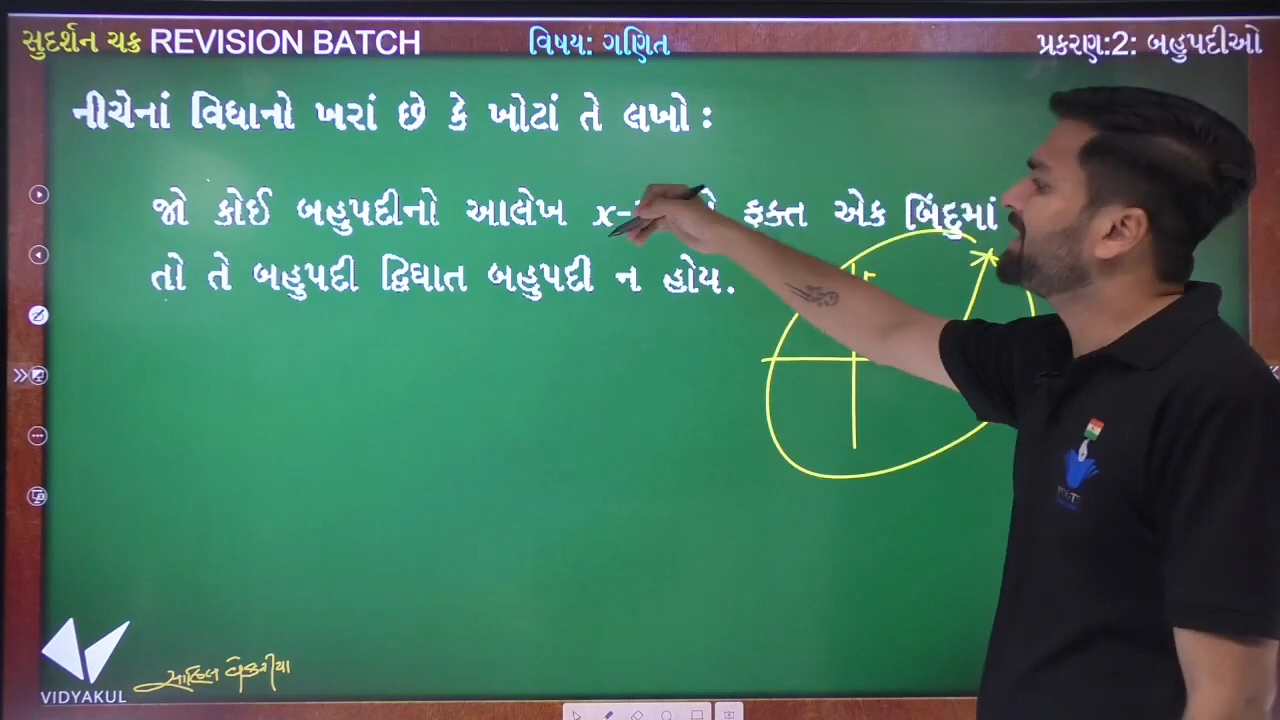 સુદર્શન ચક્ર REVISION BATCH
વિષય: ગણિત
પ્રકરણ:2: બહુપદીઓ
નીચેનાં વિધાનો ખરાં છે કે ખોટાં તે લખો :
જો કોઈ બહુપદીનો આલેખ x- ફક્ત એક બિંદુમાં
તો તે બહુપદી દ્વિઘાત બહુપદી ન હોય.
VIDYAKUL